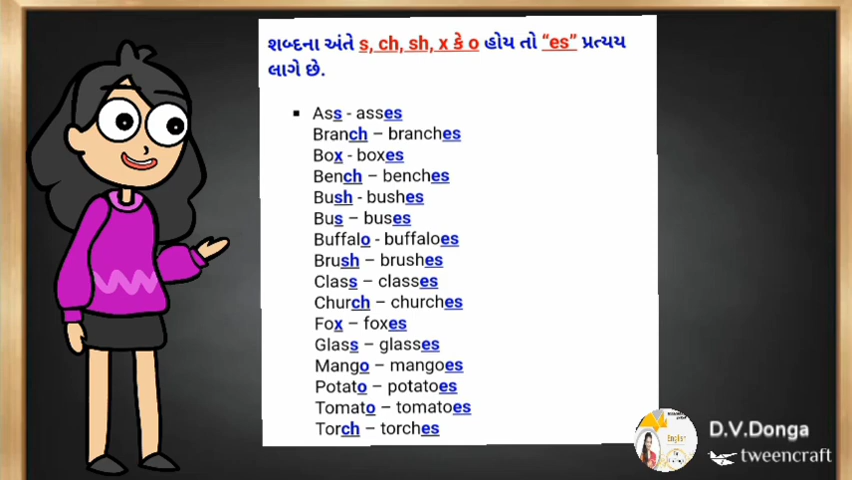 શબ્દના અંતે s, ch, sh, x કે o હોય તો “es” પ્રત્યય
લાગે છે.
▪ Ass - asses
Branch – branches
Box - boxes
Bench – benches
Bush - bushes
Bus – buses
Buffalo - buffaloes
Brush – brushes
Class – classes
Church – churches
Fox – foxes
Glass – glasses
Mango – mangoes
Potato – potatoes
Tomato – tomatoes
Torch – torches
English
D.V.Donga
tweencraft